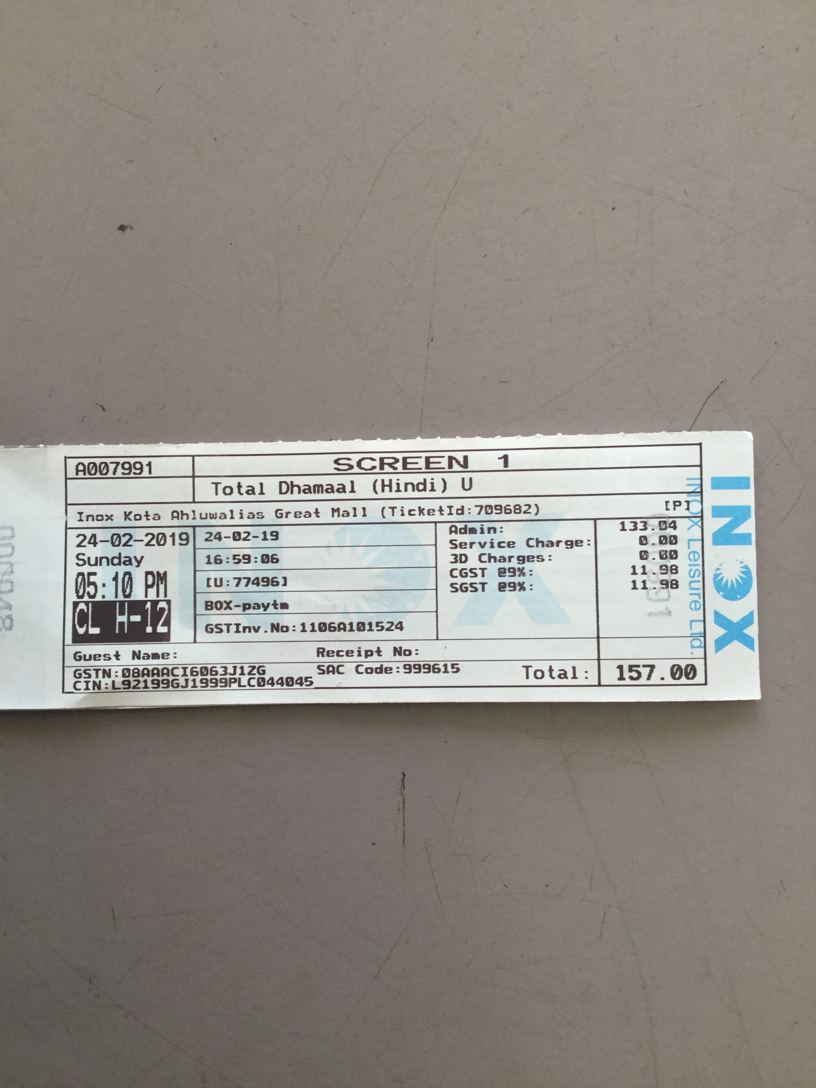 A007991
SCREEN 1
Total Dhamaal (Hindi) U
Inox Kota Ahluwalias Great Mall (TicketId:709682)
[P]
24-02-2019
Sunday
05:10 PM
CL H-12
24-02-19
16:59:06
[U:77496]
BOX-paytm
GSTInv.No:1106A101524
Admin: 133.04
Service Charge: 0.00
3D Charges: 0.00
CGST @9%: 11.98
SGST @9%: 11.98
Guest Name: Receipt No:
GSTN:08AAACI6063J1ZG SAC Code:999615
CIN:L92199GJ1999PLC044045
Total: 157.00
INOX Leisure Ltd.
INOX